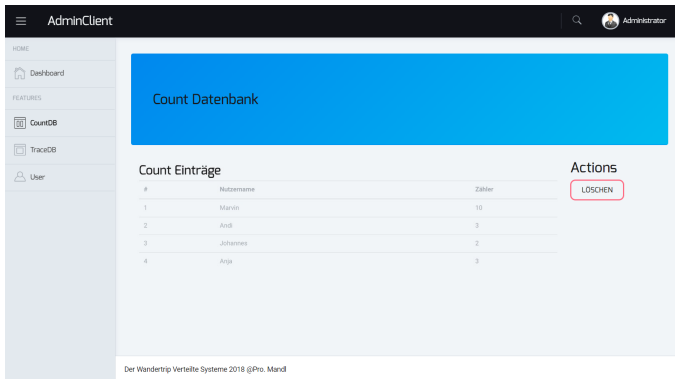 AdminClient
Administrator
HOME
Dashboard
FEATURES
CountDB
TraceDB
User
Count Datenbank
Count Einträge
# Nutzername Zähler
1 Marvin 10
2 Andi 3
3 Johannes 2
4 Anja 3
Actions
LÖSCHEN
Der Wandertrip Verteilte Systeme 2018 @Pro. Mandl